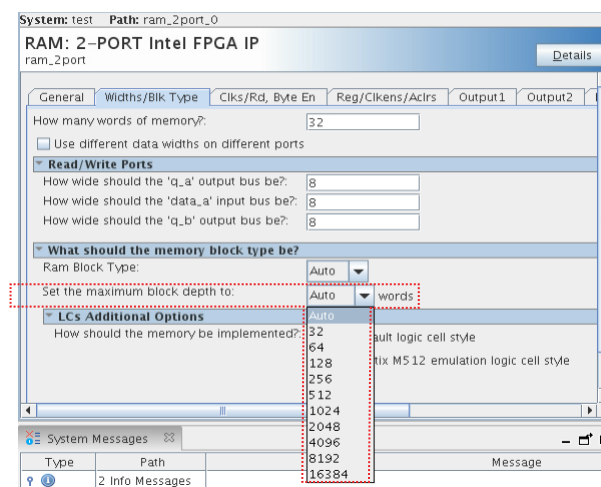 System: test Path: ram_2port_0
RAM: 2-PORT Intel FPGA IP
ram_2port
Details
General Widths/Blk Type Clks/Rd, Byte En Reg/Clkens/Aclrs Output1 Output2
How many words of memory?: 32
Use different data widths on different ports
Read/Write Ports
How wide should the 'q_a' output bus be?: 8
How wide should the 'data_a' input bus be?: 8
How wide should the 'q_b' output bus be?: 8
What should the memory block type be?
Ram Block Type: Auto
Set the maximum block depth to: Auto words
LCs Additional Options
How should the memory be implemented?:
ault logic cell style
tix M512 emulation logic cell style
Auto
32
64
128
256
512
1024
2048
4096
8192
16384
System Messages
Type Path Message
2 Info Messages